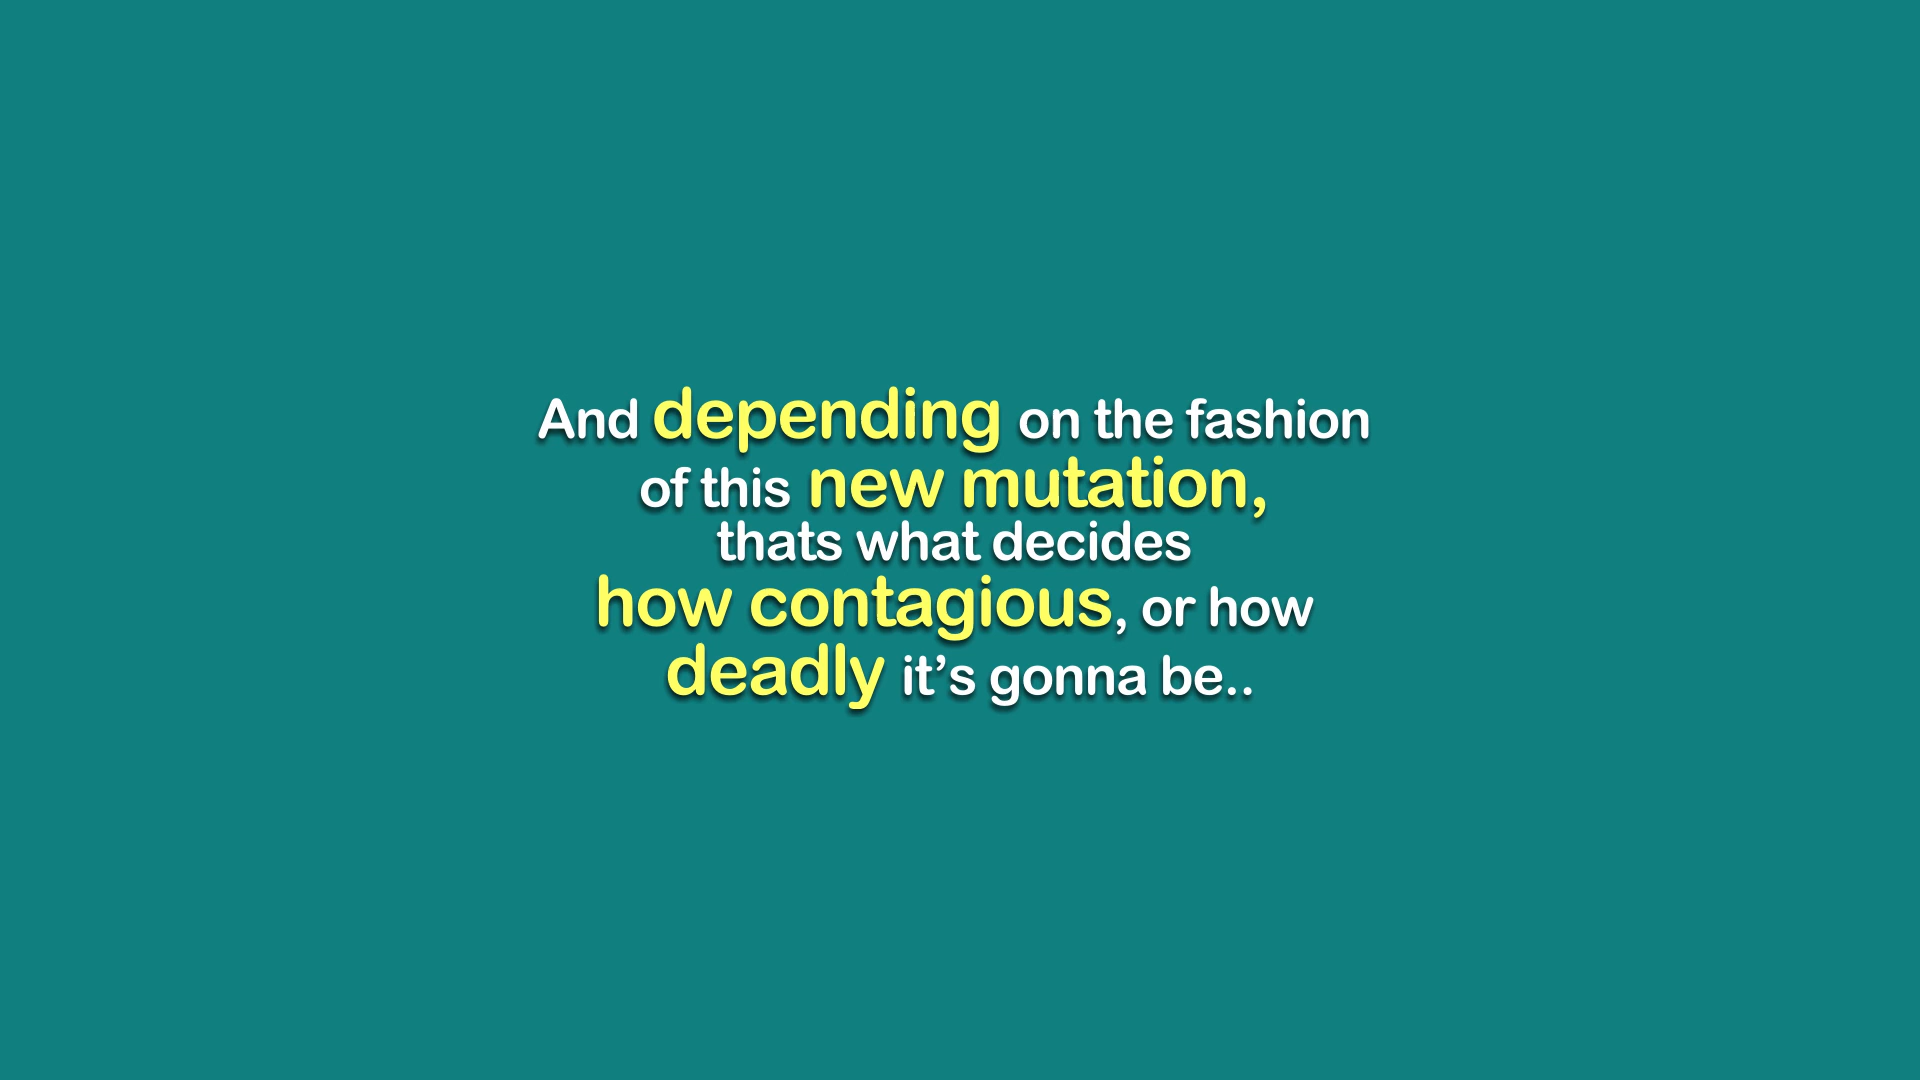 And depending on the fashion
of this new mutation,
thats what decides
how contagious, or how
deadly it’s gonna be..